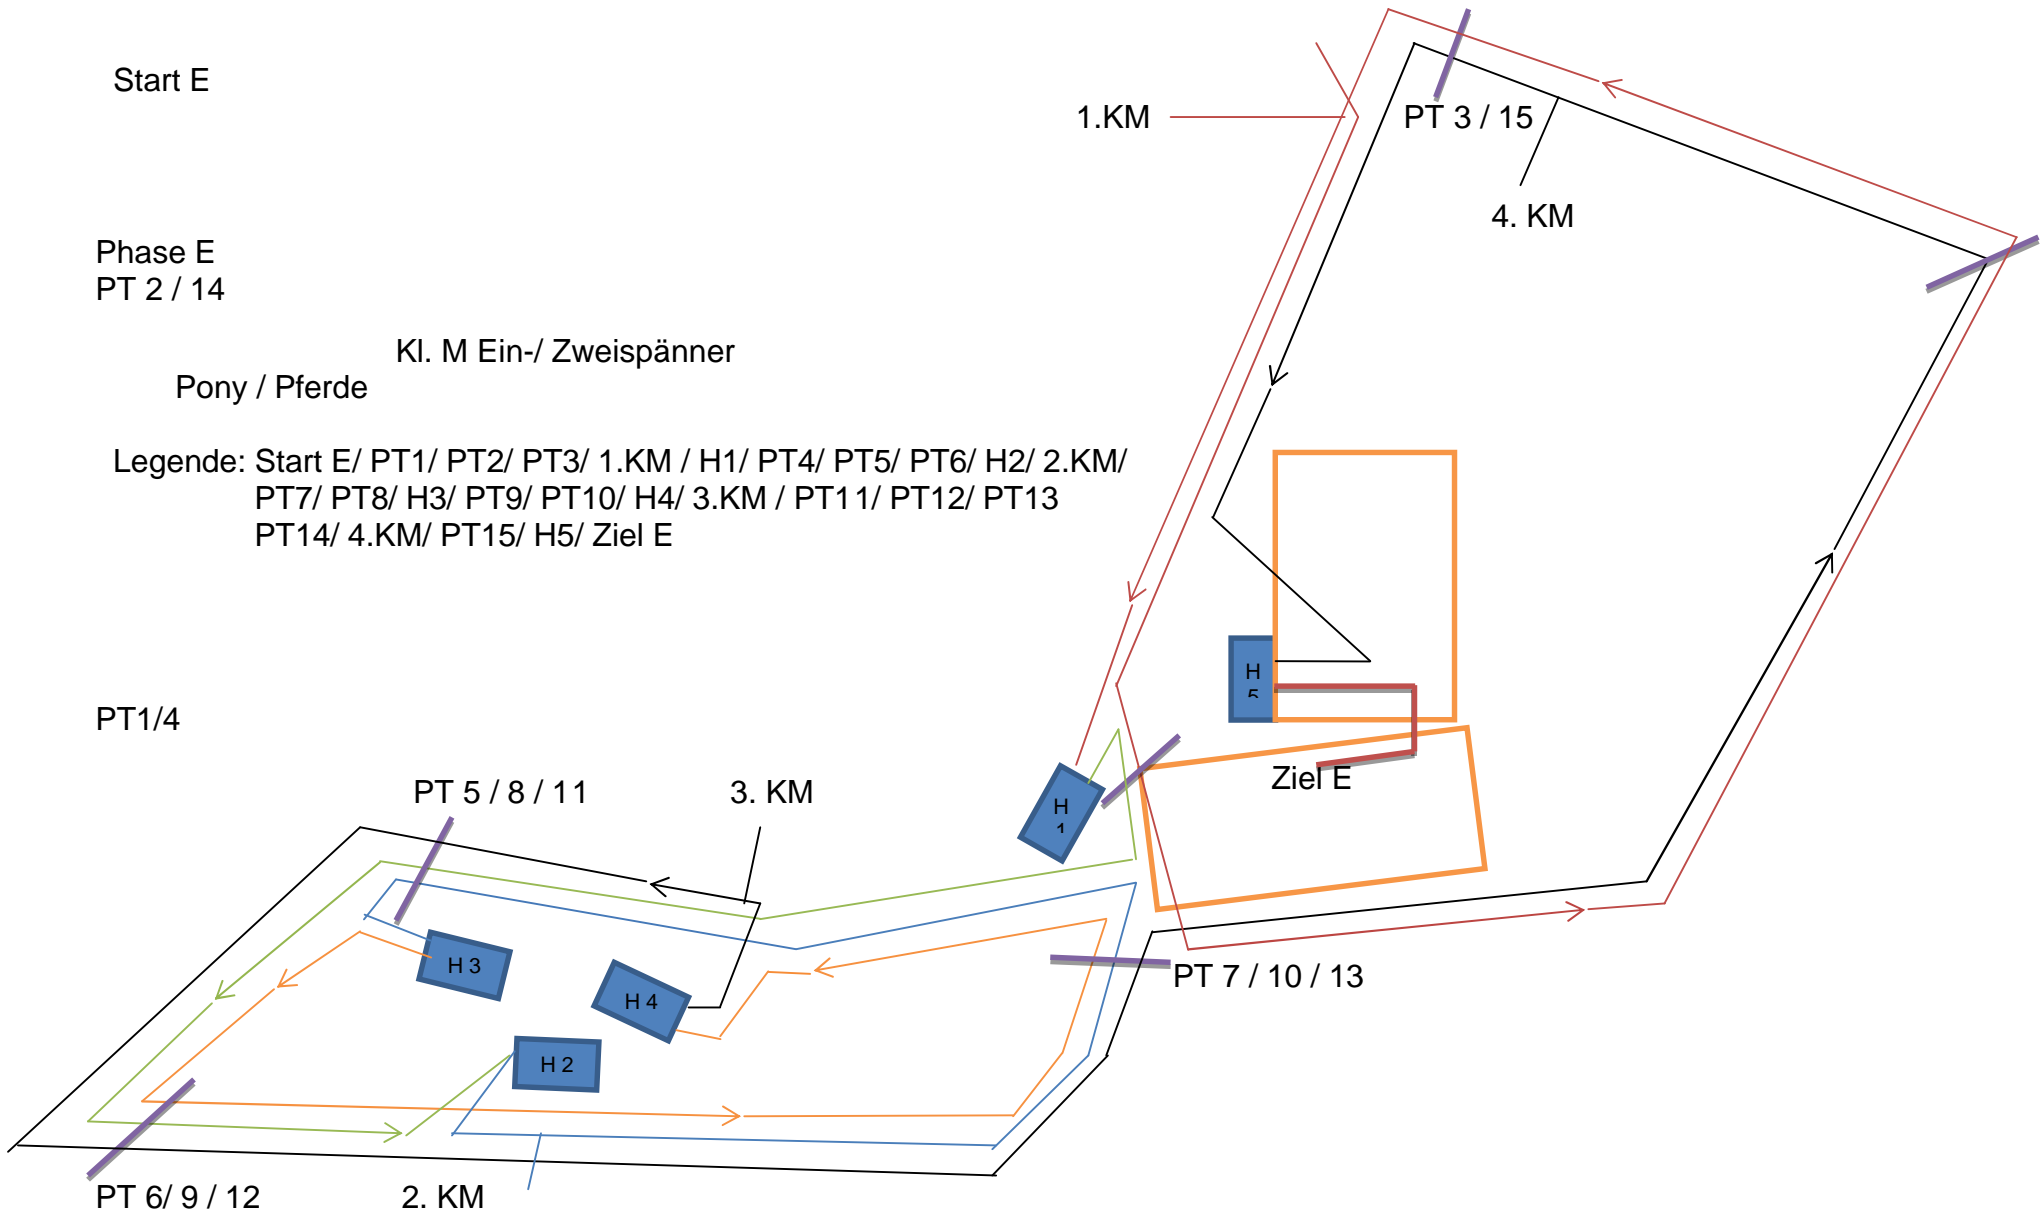 Start E
1.KM
PT 3 / 15
4. KM
Phase E
PT 2 / 14
Kl. M Ein-/ Zweispänner
Pony / Pferde
Legende: Start E/ PT1/ PT2/ PT3/ 1.KM / H1/ PT4/ PT5/ PT6/ H2/ 2.KM/
PT7/ PT8/ H3/ PT9/ PT10/ H4/ 3.KM / PT11/ PT12/ PT13
PT14/ 4.KM/ PT15/ H5/ Ziel E
H
5
PT1/4
PT 5 / 8 / 11
3. KM
Ziel E
H
1
H 3
PT 7 / 10 / 13
H 4
H 2
PT 6/ 9 / 12
2. KM